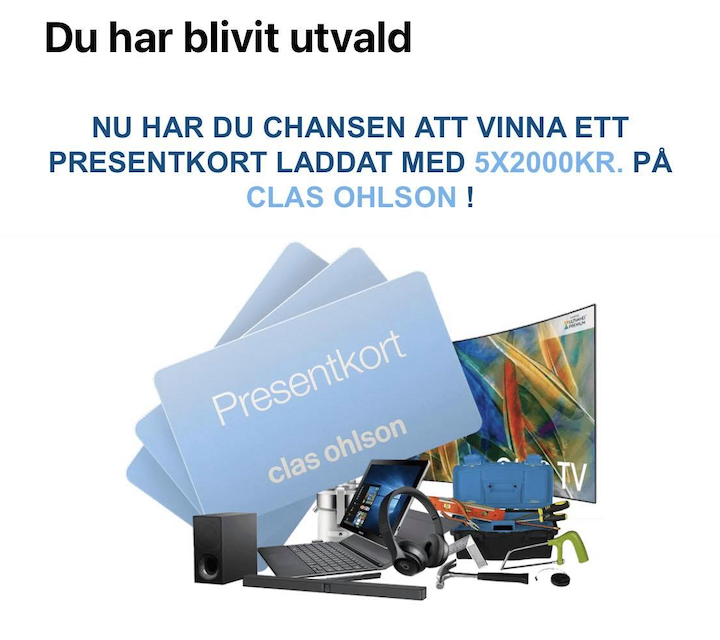 Du har blivit utvald
NU HAR DU CHANSEN ATT VINNA ETT
PRESENTKORT LADDAT MED 5X2000KR. PÅ
CLAS OHLSON !
Presentkort
clas ohlson
TV